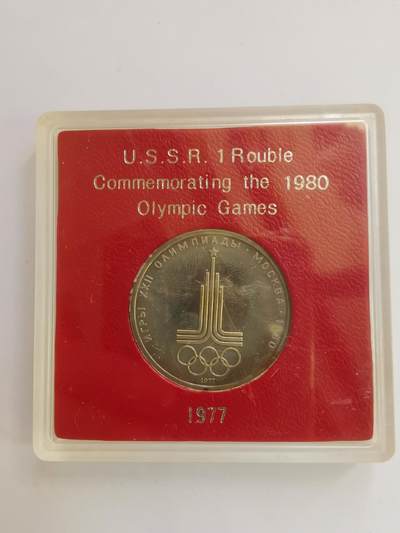 U.S.S.R. 1 Rouble
Commemorating the 1980
Olympic Games
ИГРЫ XXII ОЛИМПИАДЫ · МОСКВА · 1980
1977
1977